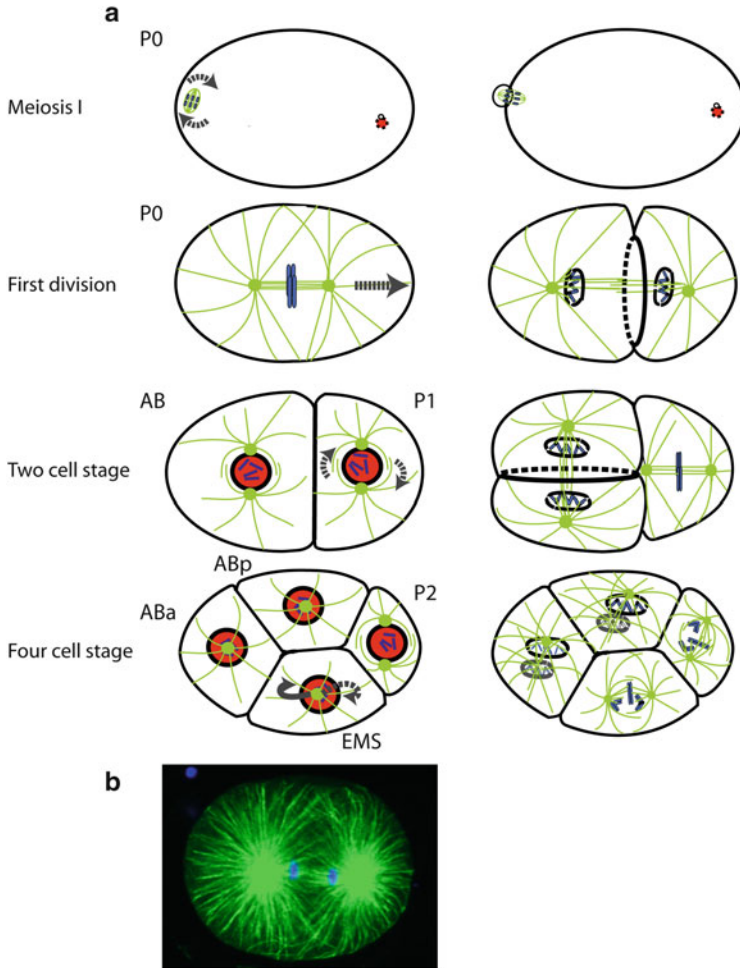 a
P0
Meiosis I
P0
First division
AB
P1
Two cell stage
ABp
ABa
P2
Four cell stage
EMS
b